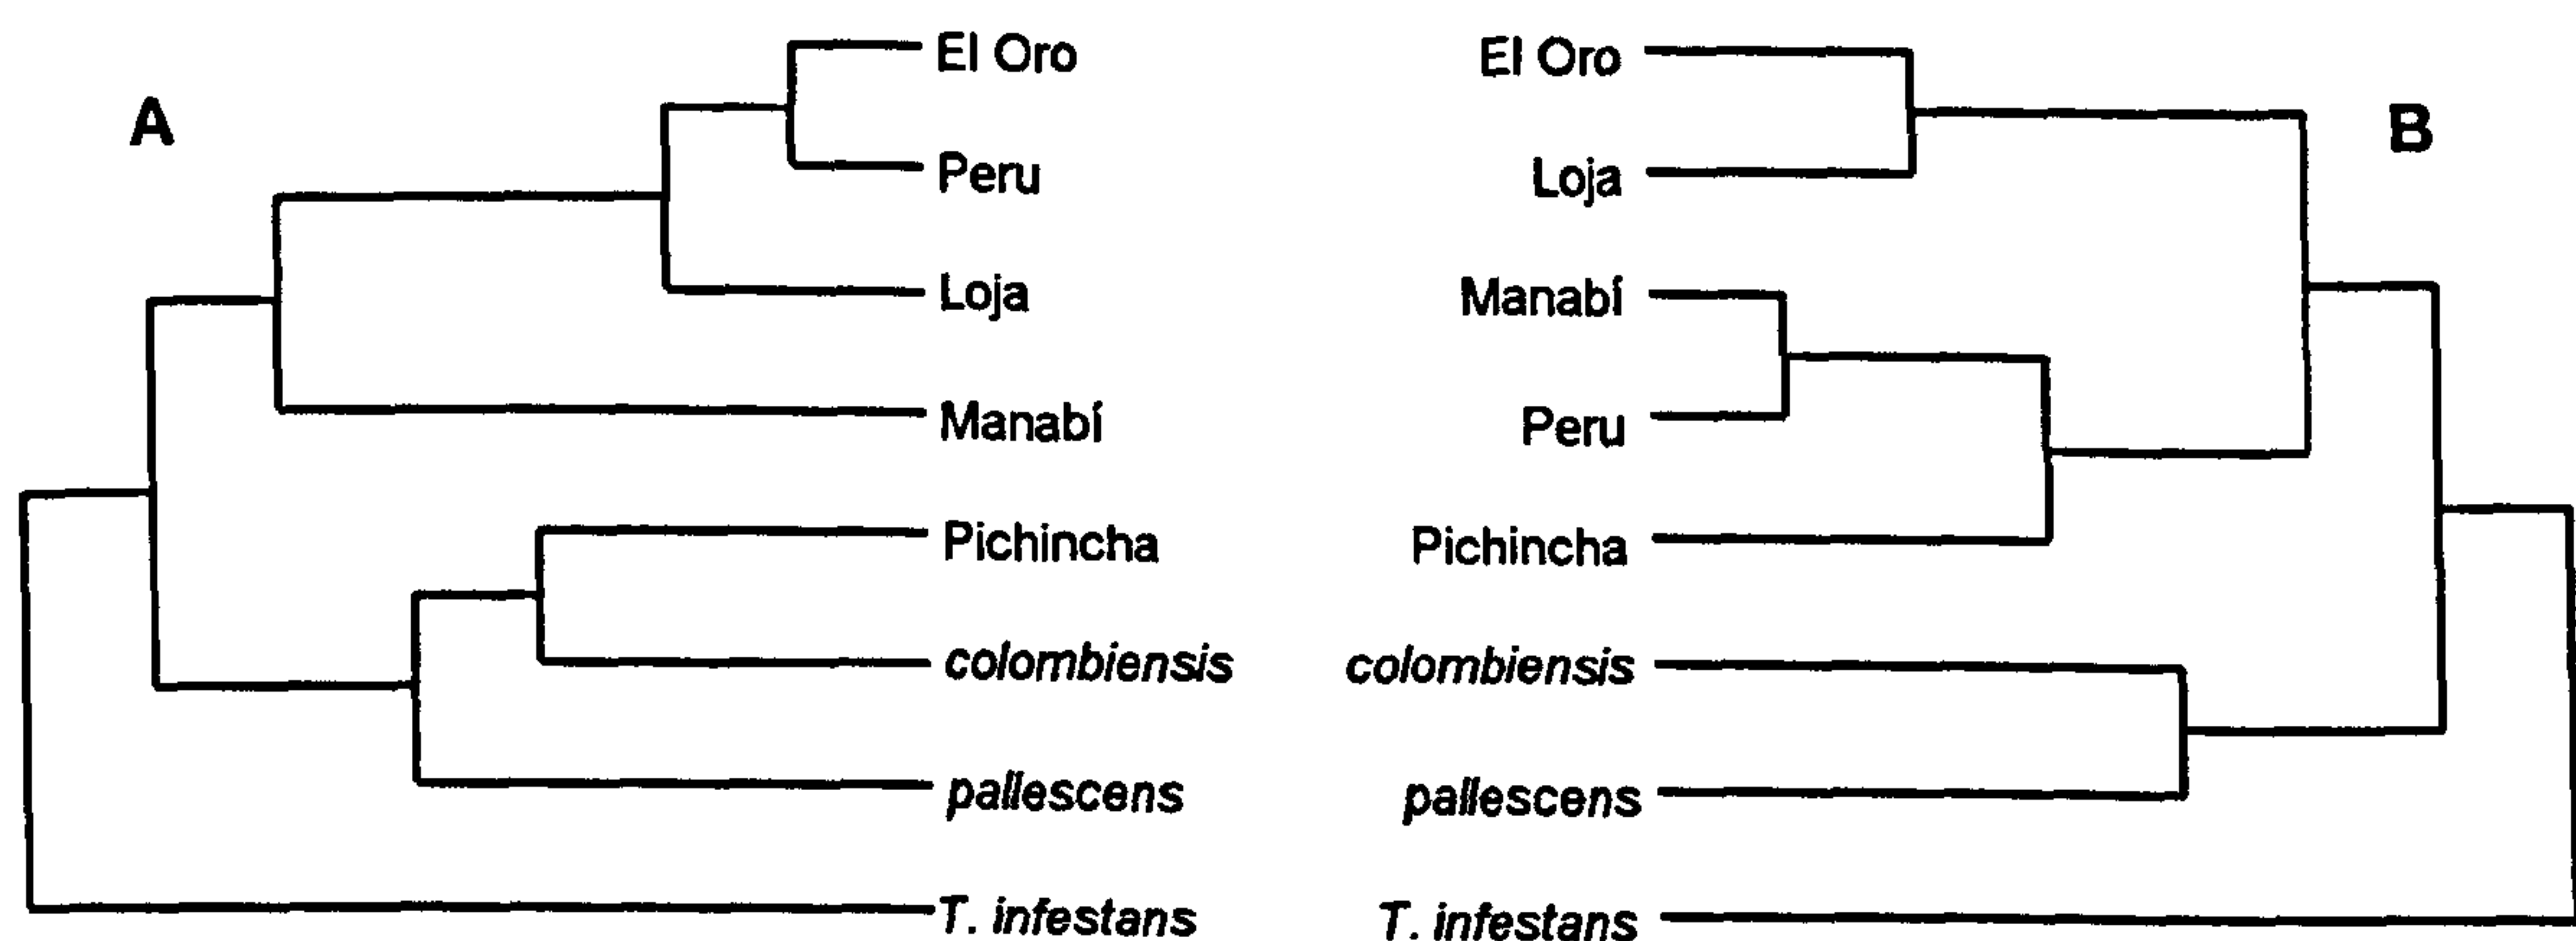 A
El Oro
Peru
Loja
Manabí
Pichincha
colombiensis
pallescens
T. infestans
B
El Oro
Loja
Manabí
Peru
Pichincha
colombiensis
pallescens
T. infestans